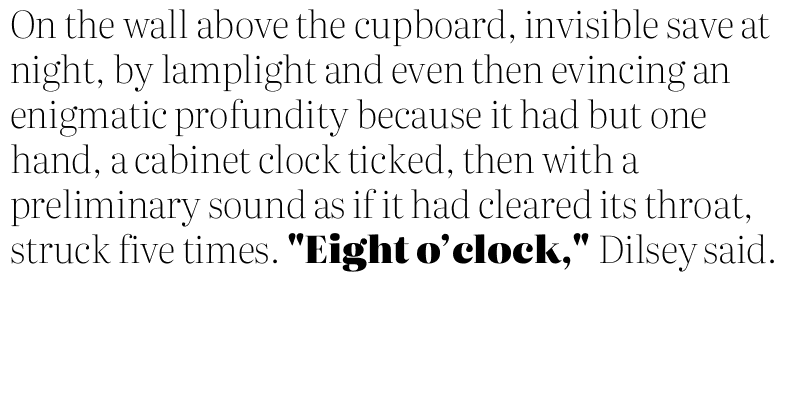 On the wall above the cupboard, invisible save at
night, by lamplight and even then evincing an
enigmatic profundity because it had but one
hand, a cabinet clock ticked, then with a
preliminary sound as if it had cleared its throat,
struck five times. "Eight o’clock," Dilsey said.